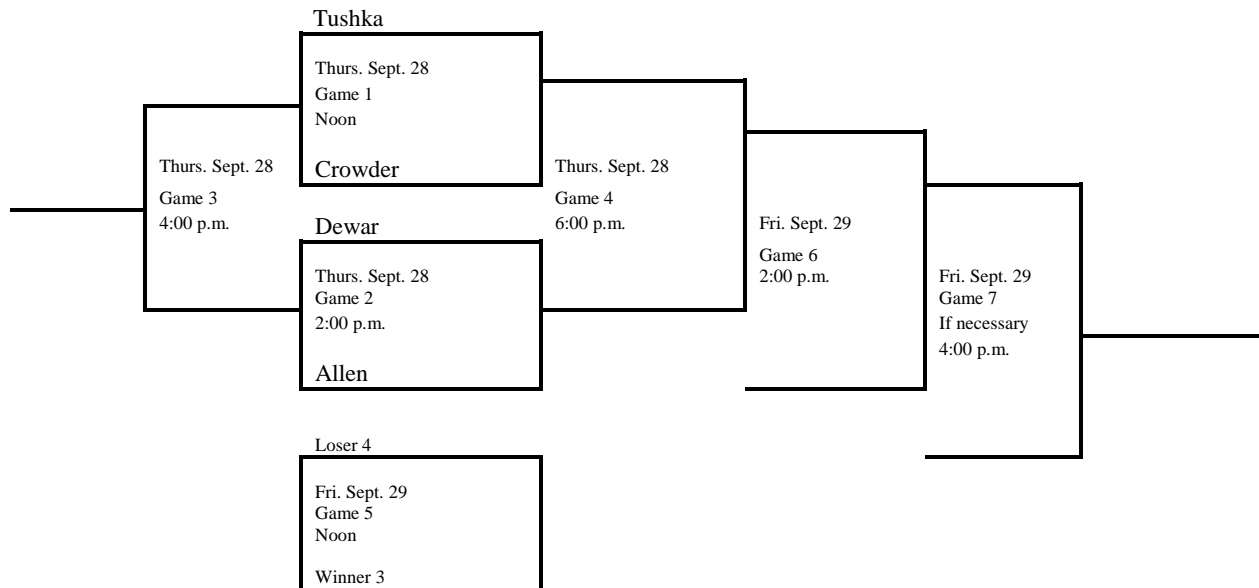 Tushka
Thurs. Sept. 28
Game 1
Noon
Crowder
Thurs. Sept. 28
Game 3
4:00 p.m.
Thurs. Sept. 28
Game 4
6:00 p.m.
Dewar
Thurs. Sept. 28
Game 2
2:00 p.m.
Allen
Fri. Sept. 29
Game 6
2:00 p.m.
Fri. Sept. 29
Game 7
If necessary
4:00 p.m.
Loser 4
Fri. Sept. 29
Game 5
Noon
Winner 3